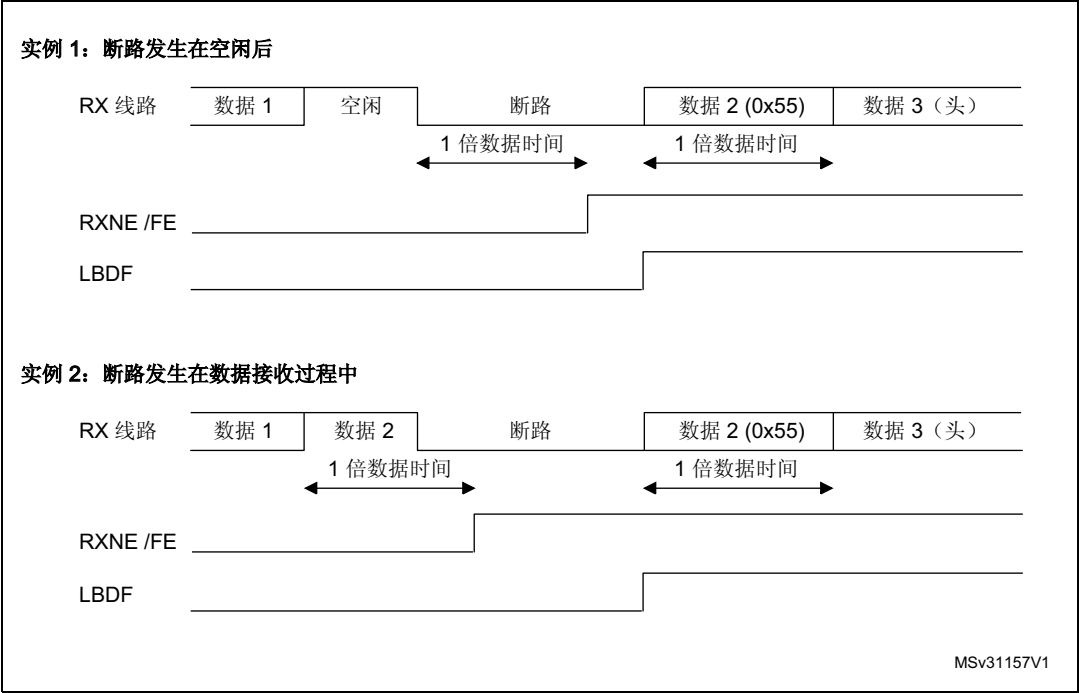 实例 1：断路发生在空闲后
RX 线路 数据 1 空闲 断路 数据 2 (0x55) 数据 3（头）
1 倍数据时间 1 倍数据时间
RXNE /FE
LBDF
实例 2：断路发生在数据接收过程中
RX 线路 数据 1 数据 2 断路 数据 2 (0x55) 数据 3（头）
1 倍数据时间 1 倍数据时间
RXNE /FE
LBDF
MSv31157V1